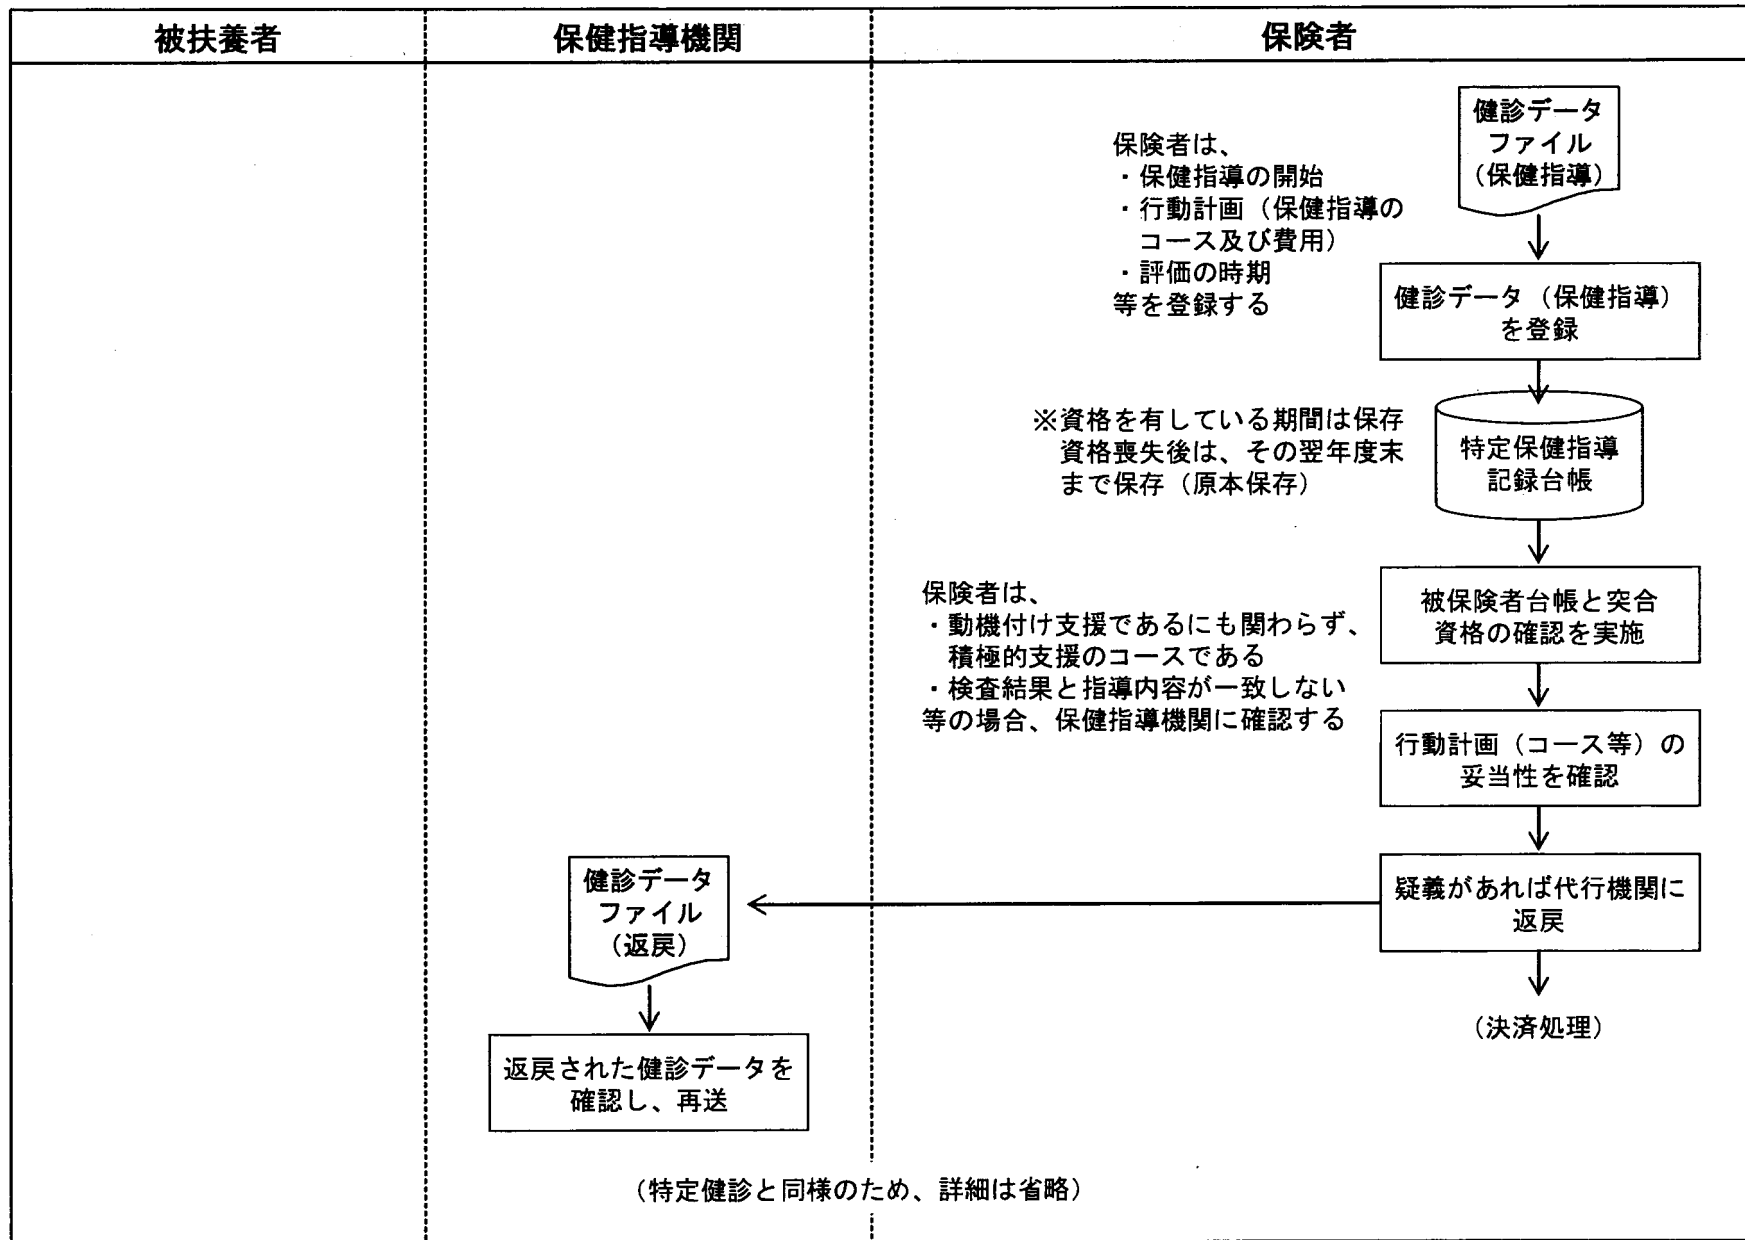 被扶養者
保健指導機関
保険者
健診データ
ファイル
（保健指導）
保険者は、
・保健指導の開始
・行動計画（保健指導の
コース及び費用）
・評価の時期
等を登録する
健診データ（保健指導）
を登録
※資格を有している期間は保存
資格喪失後は、その翌年度末
まで保存（原本保存）
特定保健指導
記録台帳
保険者は、
・動機付け支援であるにも関わらず、
積極的支援のコースである
・検査結果と指導内容が一致しない
等の場合、保健指導機関に確認する
被保険者台帳と突合
資格の確認を実施
行動計画（コース等）の
妥当性を確認
疑義があれば代行機関に
返戻
健診データ
ファイル
（返戻）
（決済処理）
返戻された健診データを
確認し、再送
（特定健診と同様のため、詳細は省略）